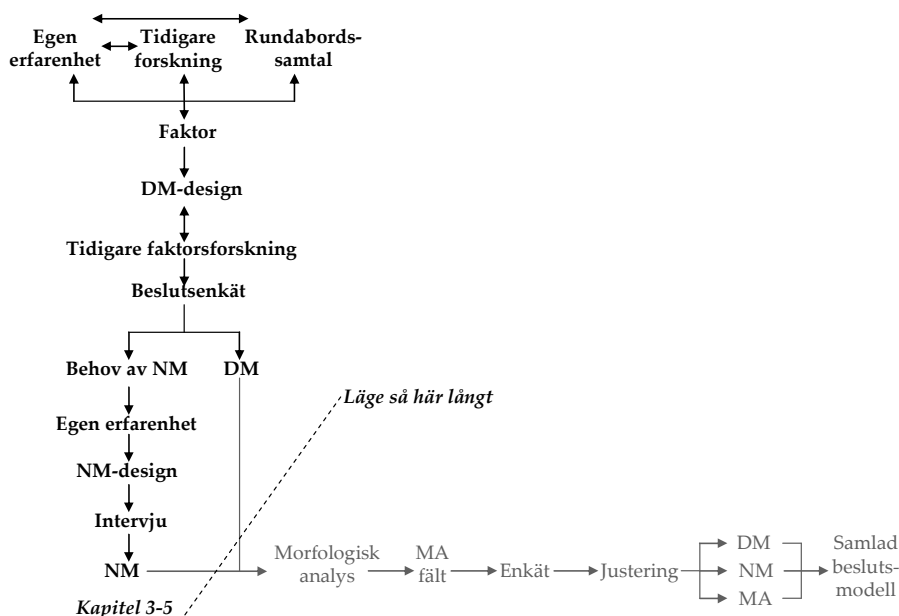 Egen
erfarenhet
Tidigare
forskning
Rundabords-
samtal
Faktor
DM-design
Tidigare faktorsforskning
Beslutsenkät
Behov av NM
DM
Läge så här långt
Egen erfarenhet
NM-design
Intervju
NM
Morfologisk
analys
MA
fält
Enkät
Justering
DM
NM
MA
Samlad
besluts-
modell
Kapitel 3-5